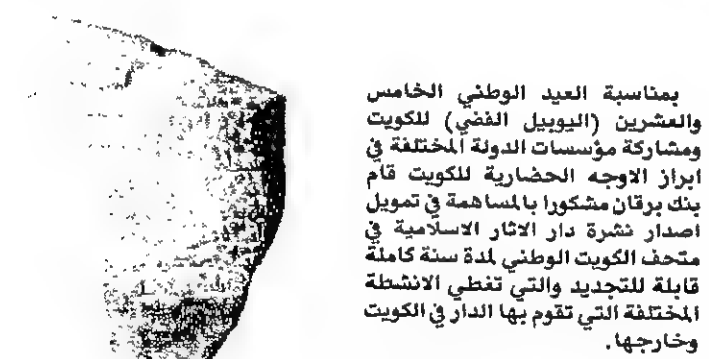 بمناسبة العيد الوطني الخامس
والعشرين (اليوبيل الفضي) للكويت
ومشاركة مؤسسات الدولة المختلفة في
ابراز الاوجه الحضارية للكويت قام
بنك برقان مشكورا بالمساهمة في تمويل
اصدار نشرة دار الاثار الاسلامية في
متحف الكويت الوطني لمدة سنة كاملة
قابلة للتجديد والتي تغطي الانشطة
المختلفة التي تقوم بها الدار في الكويت
وخارجها.